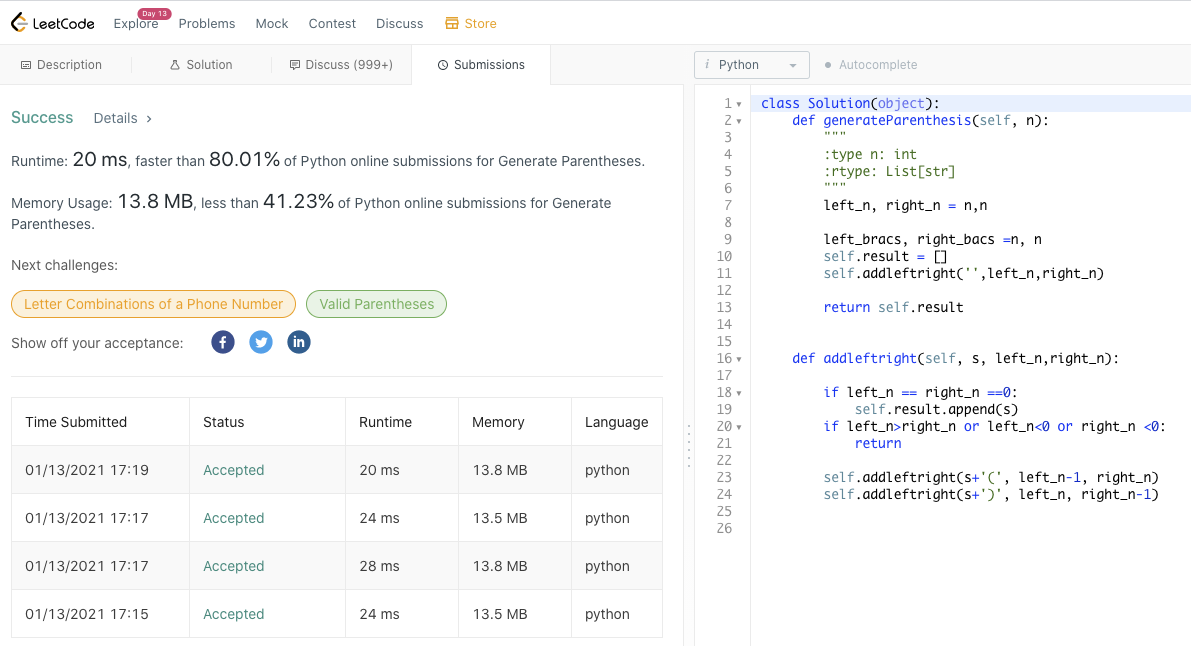 LeetCode Explore Day 13 Problems Mock Contest Discuss Store
Description Solution Discuss (999+) Submissions
i Python Autocomplete
Success Details >
Runtime: 20 ms, faster than 80.01% of Python online submissions for Generate Parentheses.
Memory Usage: 13.8 MB, less than 41.23% of Python online submissions for Generate
Parentheses.
Next challenges:
Letter Combinations of a Phone Number Valid Parentheses
Show off your acceptance: f in
Time Submitted Status Runtime Memory Language
01/13/2021 17:19 Accepted 20 ms 13.8 MB python
01/13/2021 17:17 Accepted 24 ms 13.5 MB python
01/13/2021 17:17 Accepted 28 ms 13.8 MB python
01/13/2021 17:15 Accepted 24 ms 13.5 MB python
1 class Solution(object):
2     def generateParenthesis(self, n):
3         """
4         :type n: int
5         :rtype: List[str]
6         """
7         left_n, right_n = n,n
8
9         left_bracs, right_bacs =n, n
10         self.result = []
11         self.addleftright('',left_n,right_n)
12
13         return self.result
14
15
16     def addleftright(self, s, left_n,right_n):
17
18         if left_n == right_n ==0:
19             self.result.append(s)
20         if left_n>right_n or left_n<0 or right_n <0:
21             return
22
23         self.addleftright(s+'(', left_n-1, right_n)
24         self.addleftright(s+')', left_n, right_n-1)
25
26